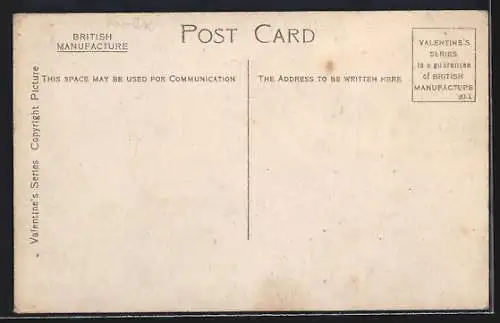 BRITISH
MANUFACTURE
POST CARD
VALENTINE'S
SERIES
is a guarantee
of BRITISH
MANUFACTURE
THIS SPACE MAY BE USED FOR COMMUNICATION
THE ADDRESS TO BE WRITTEN HERE
Valentine's Series Copyright Picture